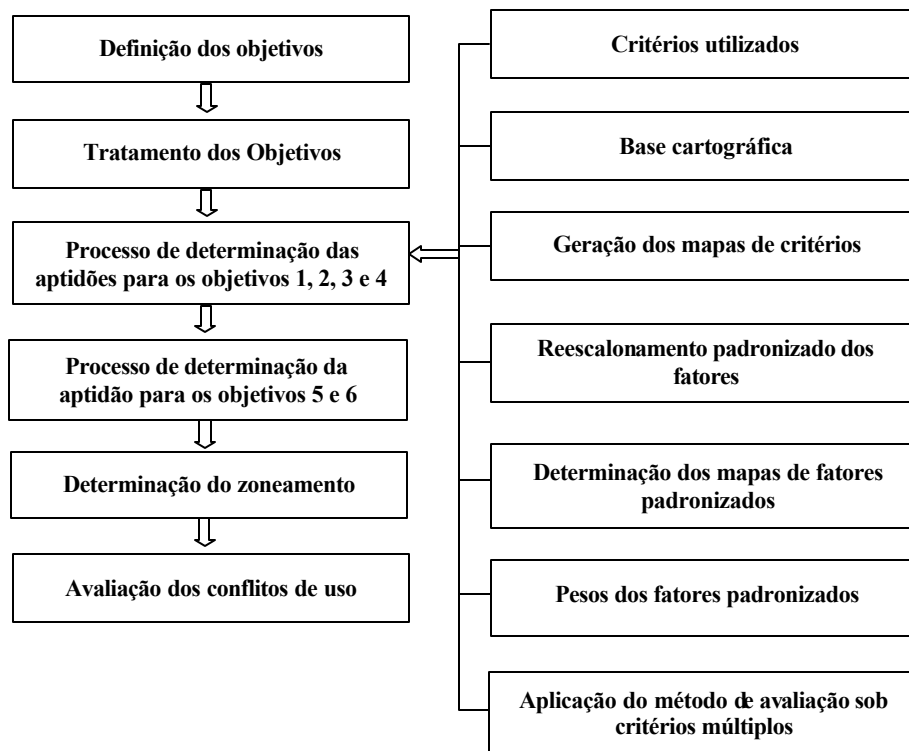 Definição dos objetivos
Tratamento dos Objetivos
Processo de determinação das
aptidões para os objetivos 1, 2, 3 e 4
Processo de determinação da
aptidão para os objetivos 5 e 6
Determinação do zoneamento
Avaliação dos conflitos de uso
Critérios utilizados
Base cartográfica
Geração dos mapas de critérios
Reescalonamento padronizado dos
fatores
Determinação dos mapas de fatores
padronizados
Pesos dos fatores padronizados
Aplicação do método de avaliação sob
critérios múltiplos